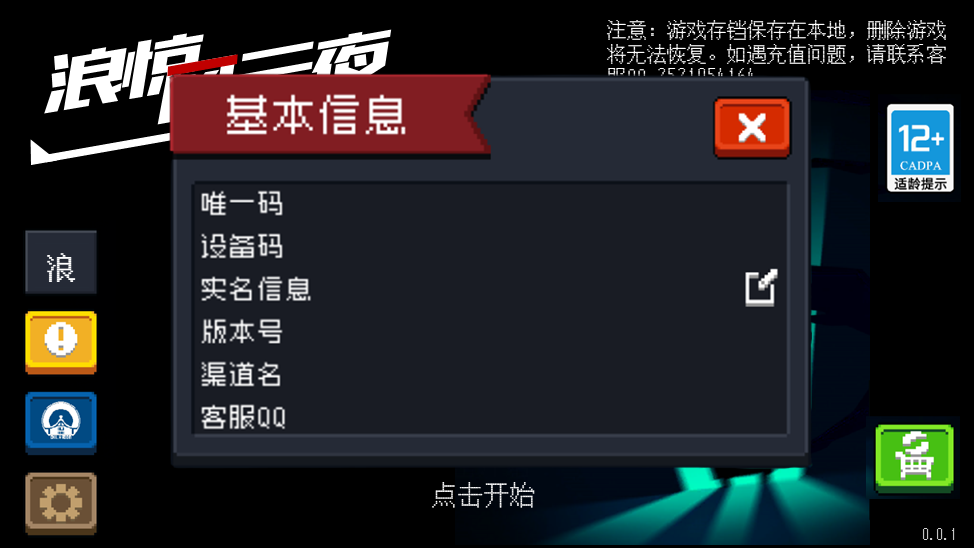 注意：游戏存档保存在本地，删除游戏
将无法恢复。如遇充值问题，请联系客
基本信息
12+
CADPA
适龄提示
唯一码
设备码
浪
实名信息
版本号
渠道名
客服QQ
点击开始
0.0.1